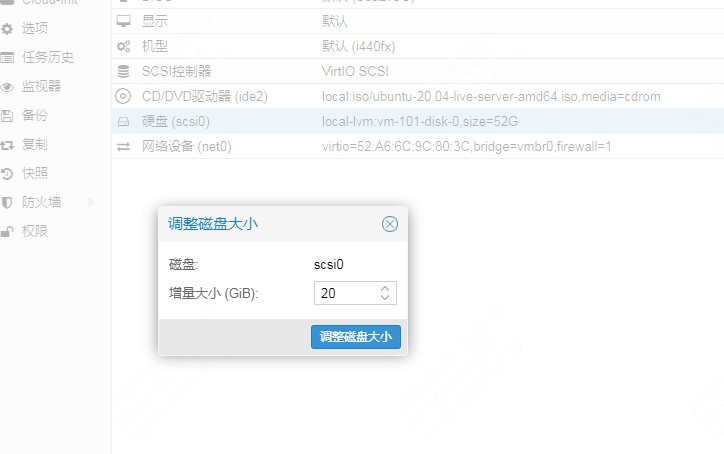 选项
任务历史
监视器
备份
复制
快照
防火墙
权限
显示 默认
机型 默认 (i440fx)
SCSI控制器 VirtIO SCSI
CD/DVD驱动器 (ide2) local:iso/ubuntu-20.04-live-server-amd64.iso,media=cdrom
硬盘 (scsi0) local-lvm:vm-101-disk-0,size=52G
网络设备 (net0) virtio=52:A6:6C:9C:80:3C,bridge=vmbr0,firewall=1
调整磁盘大小
磁盘: scsi0
增量大小 (GiB): 20
调整磁盘大小